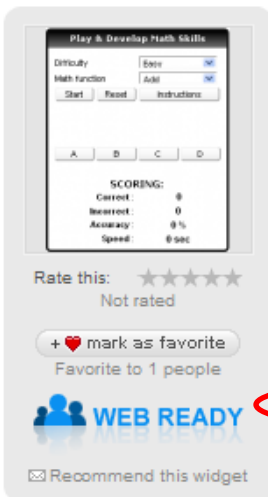 Play & Develop Math Skills
Difficulty Easy
Math function Add
Start Reset Instructions
A B C D
SCORING:
Correct: 0
Incorrect: 0
Accuracy: 0 %
Speed: 0 sec
Rate this:
Not rated
+ mark as favorite
Favorite to 1 people
WEB READY
Recommend this widget